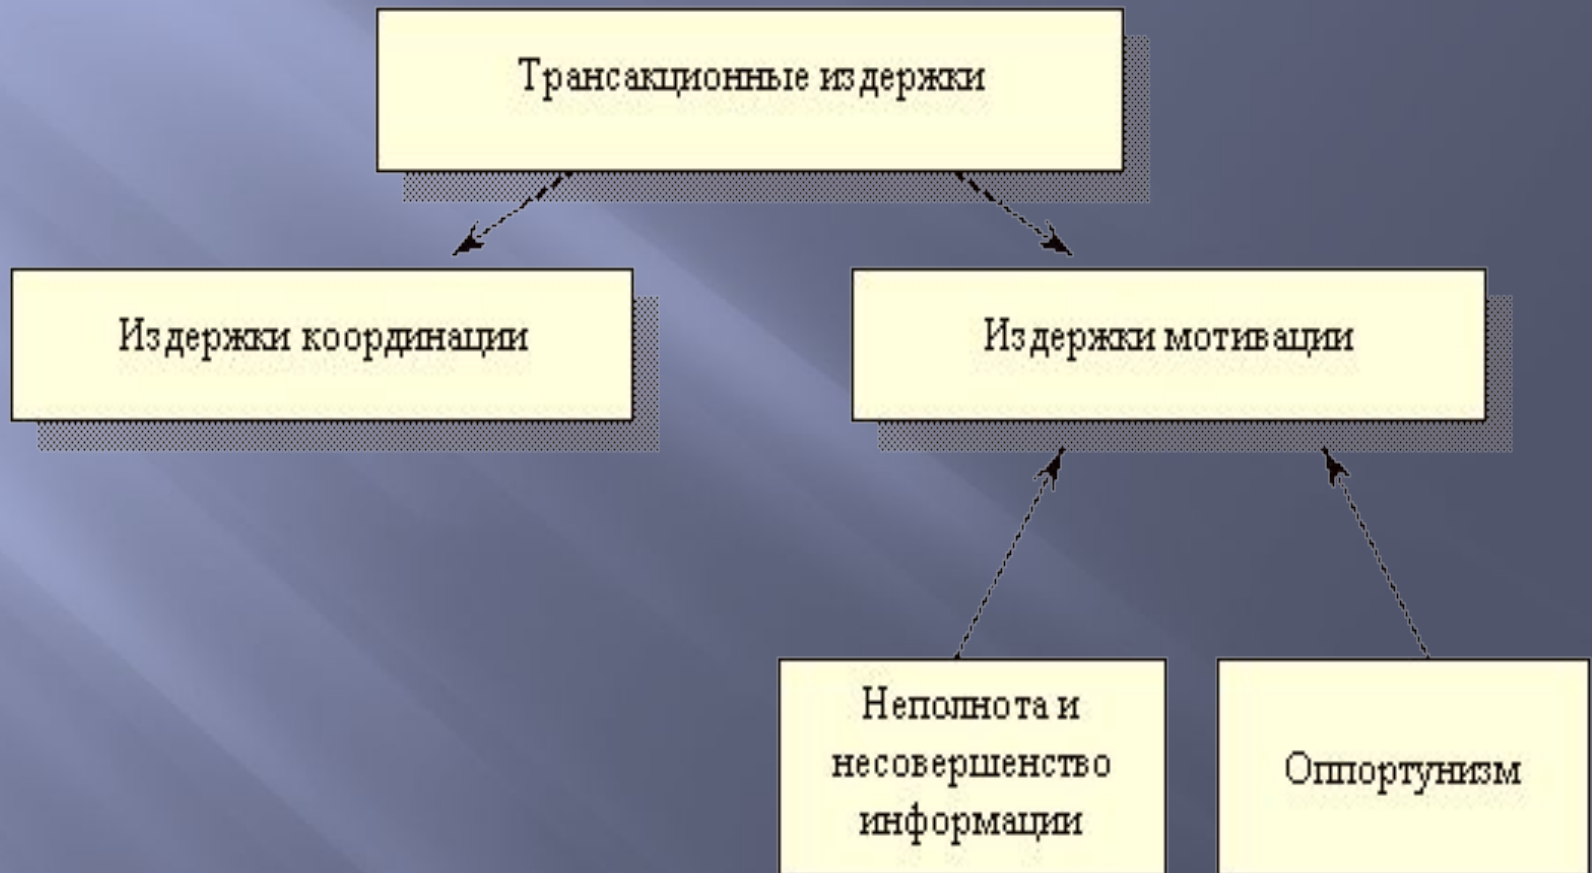 Трансакционные издержки
Издержки координации
Издержки мотивации
Неполнота и
несовершенство
информации
Оппортунизм